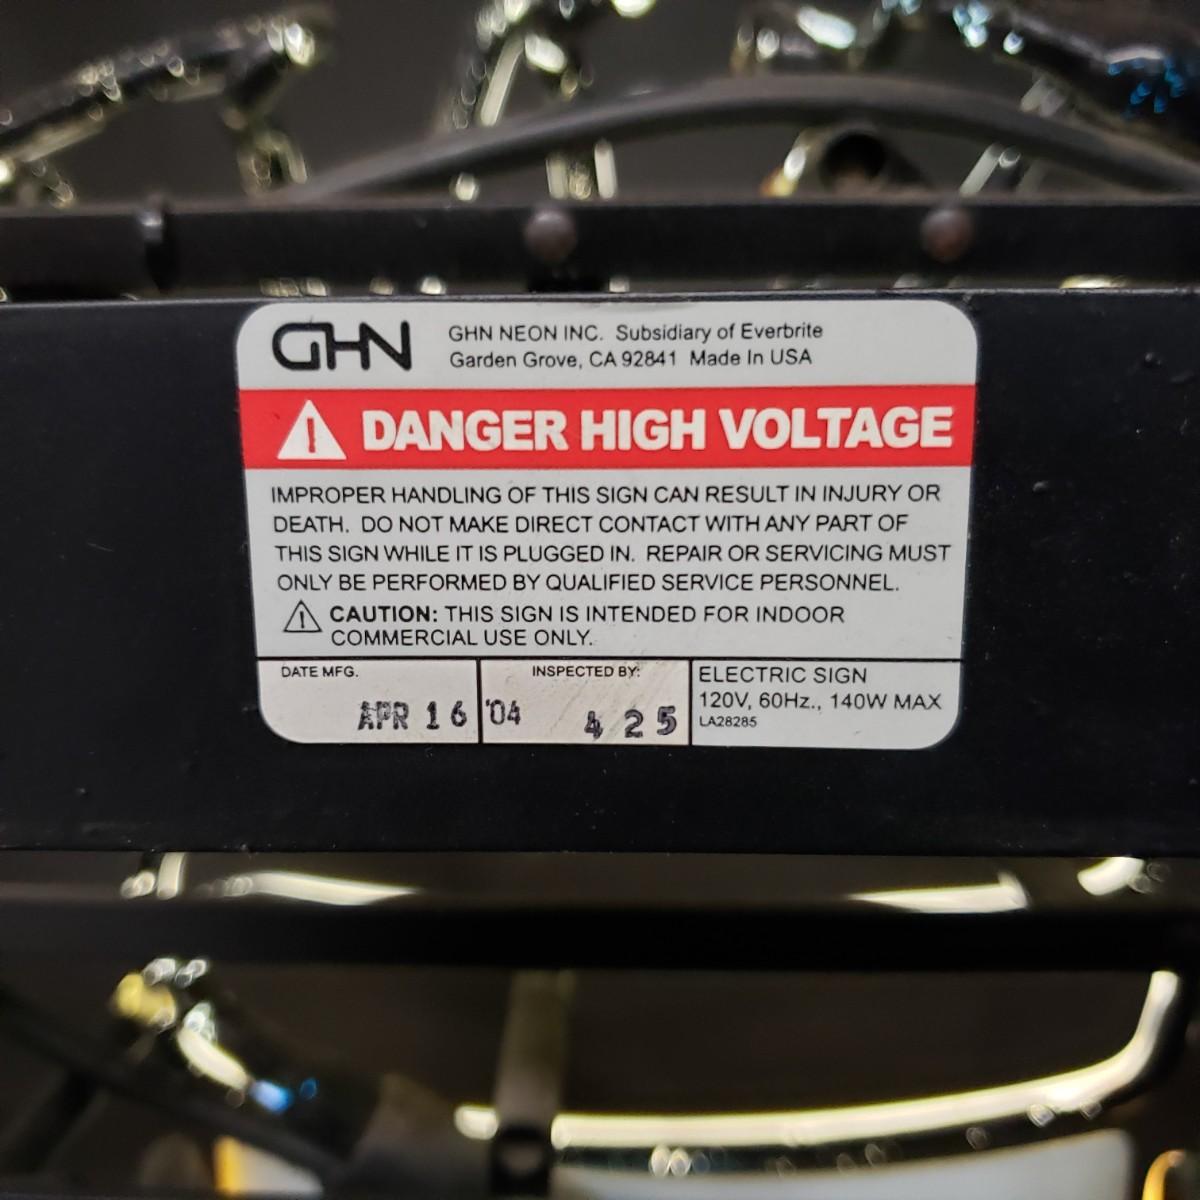 GHN
GHN NEON INC. Subsidiary of Everbrite
Garden Grove, CA 92841 Made In USA
DANGER HIGH VOLTAGE
IMPROPER HANDLING OF THIS SIGN CAN RESULT IN INJURY OR
DEATH. DO NOT MAKE DIRECT CONTACT WITH ANY PART OF
THIS SIGN WHILE IT IS PLUGGED IN. REPAIR OR SERVICING MUST
ONLY BE PERFORMED BY QUALIFIED SERVICE PERSONNEL.
CAUTION: THIS SIGN IS INTENDED FOR INDOOR
COMMERCIAL USE ONLY.
DATE MFG.
APR 16 '04
INSPECTED BY:
425
ELECTRIC SIGN
120V, 60Hz., 140W MAX
LA28285